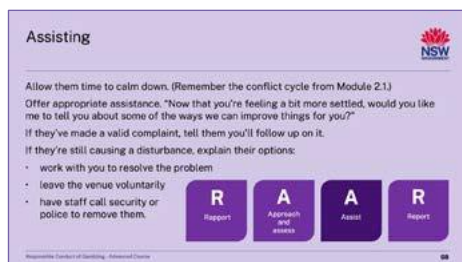 Assisting
NSW
GOVERNMENT
Allow them time to calm down. (Remember the conflict cycle from Module 2.1.)
Offer appropriate assistance. "Now that you're feeling a bit more settled, would you like
me to tell you about some of the ways we can improve things for you?"
If they've made a valid complaint, tell them you'll follow up on it.
If they're still causing a disturbance, explain their options:
• work with you to resolve the problem
• leave the venue voluntarily
• have staff call security or
police to remove them.
R
Rapport
A
Approach
and
assess
A
Assist
R
Report
Responsible Conduct of Gambling - Advanced Course